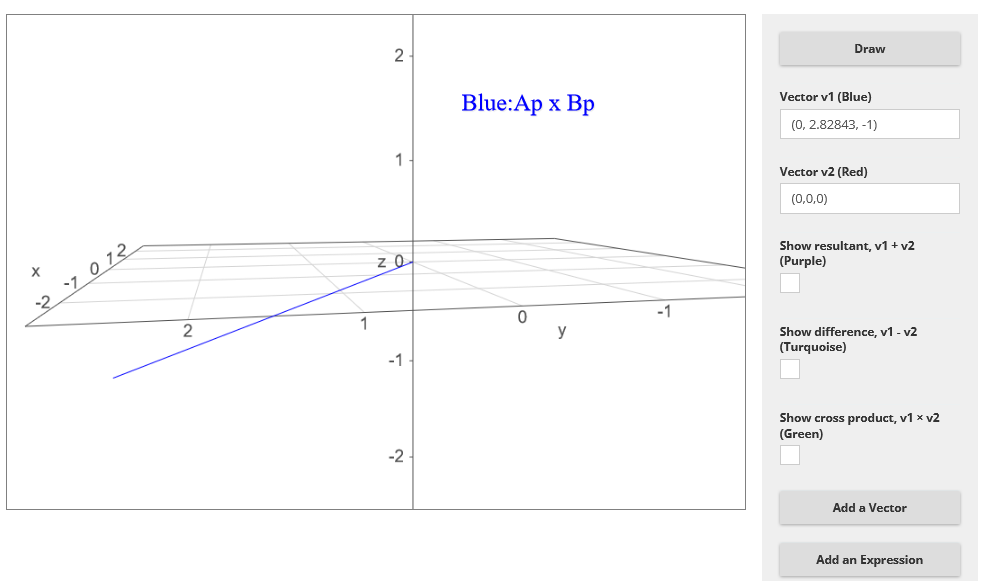 2
Blue:Ap x Bp
1
x
2
1
0
-1
-2
z 0
2
1
0
-1
y
-1
-2
Draw
Vector v1 (Blue)
(0, 2.82843, -1)
Vector v2 (Red)
(0,0,0)
Show resultant, v1 + v2
(Purple)
Show difference, v1 - v2
(Turquoise)
Show cross product, v1 × v2
(Green)
Add a Vector
Add an Expression